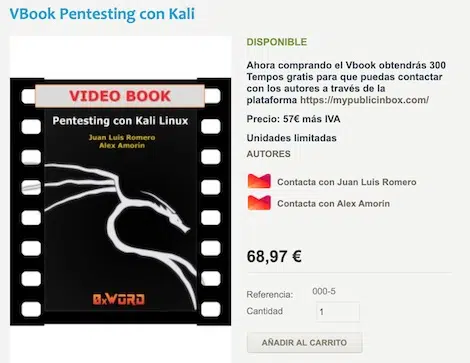 VBook Pentesting con Kali
VIDEO BOOK
Pentesting con Kali Linux
Juan Luis Romero
Alex Amorin
0xWORD
DISPONIBLE
Ahora comprando el Vbook obtendrás 300
Tempos gratis para que puedas contactar
con los autores a través de la
plataforma https://mypublicinbox.com/
Precio: 57€ más IVA
Unidades limitadas
AUTORES
Contacta con Juan Luis Romero
Contacta con Alex Amorin
68,97 €
Referencia: 000-5
Cantidad 1
AÑADIR AL CARRITO